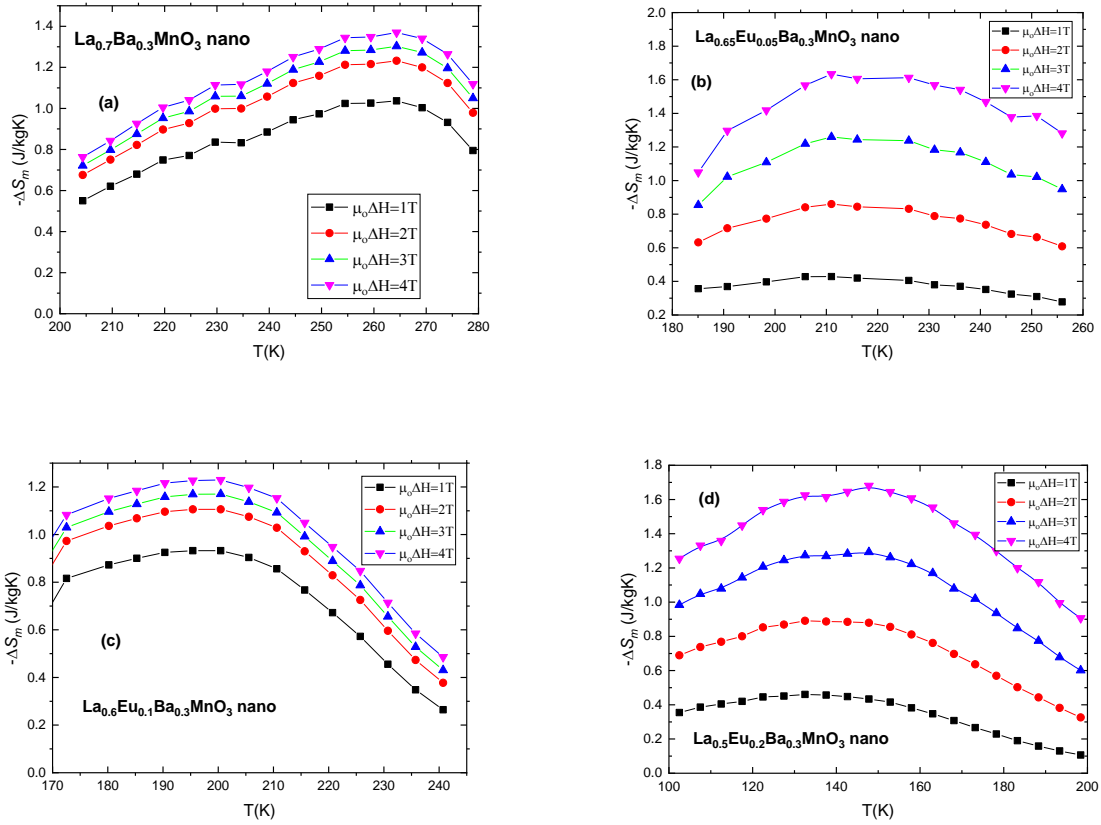 La0.7Ba0.3MnO3 nano
(a)
-ΔSm (J/kgK)
1.4
1.2
1.0
0.8
0.6
0.4
0.2
0.0
μoΔH=1T
μoΔH=2T
μoΔH=3T
μoΔH=4T
200 210 220 230 240 250 260 270 280
T(K)
La0.65Eu0.05Ba0.3MnO3 nano
(b)
-ΔSm (J/kgK)
2.0
1.8
1.6
1.4
1.2
1.0
0.8
0.6
0.4
0.2
μoΔH=1T
μoΔH=2T
μoΔH=3T
μoΔH=4T
180 190 200 210 220 230 240 250 260
T(K)
-ΔSm (J/kgK)
1.2
1.0
0.8
0.6
0.4
0.2
0.0
μoΔH=1T
μoΔH=2T
μoΔH=3T
μoΔH=4T
(c)
La0.6Eu0.1Ba0.3MnO3 nano
170 180 190 200 210 220 230 240
T(K)
(d)
-ΔSm (J/kgK)
1.8
1.6
1.4
1.2
1.0
0.8
0.6
0.4
0.2
0.0
μoΔH=1T
μoΔH=2T
μoΔH=3T
μoΔH=4T
La0.5Eu0.2Ba0.3MnO3 nano
100 120 140 160 180 200
T(K)